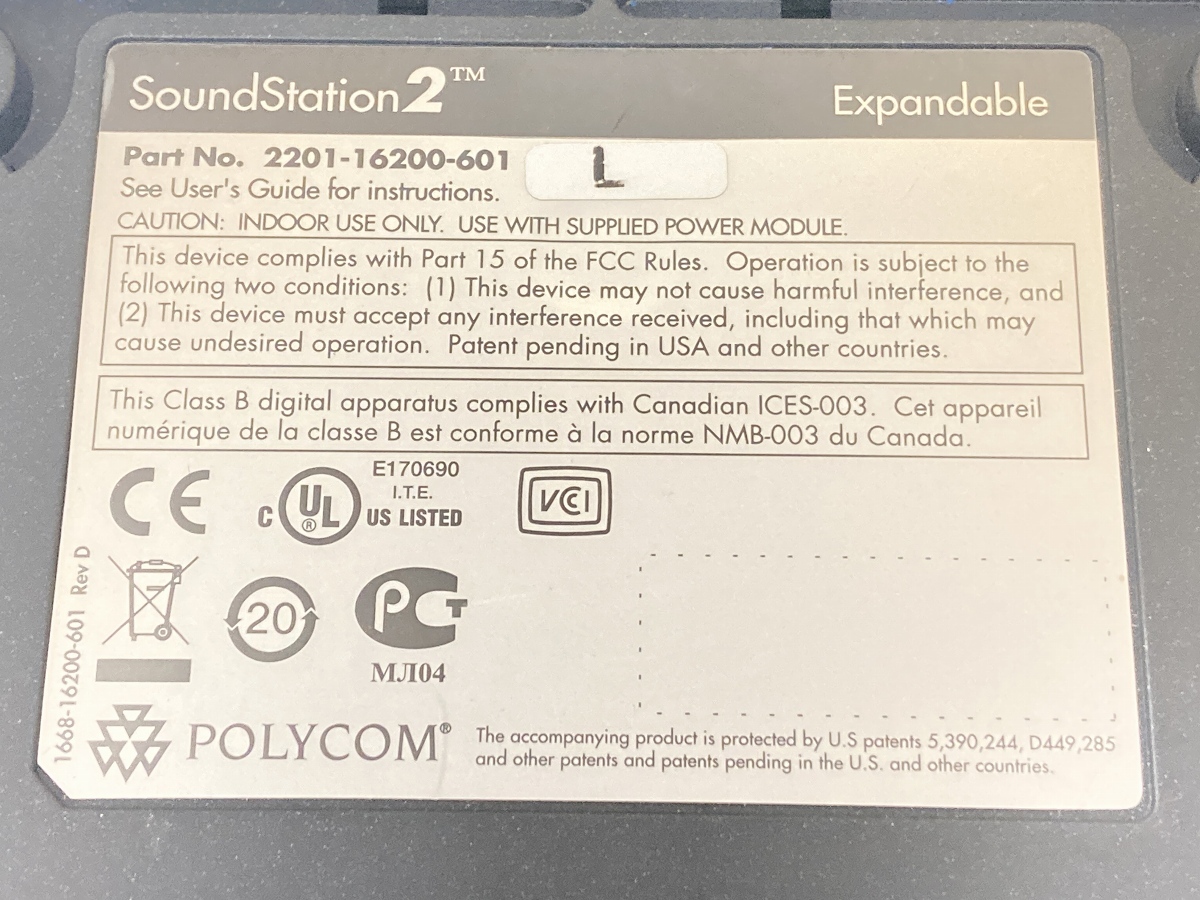 SoundStation2™
Expandable
Part No. 2201-16200-601
L
See User's Guide for instructions.
CAUTION: INDOOR USE ONLY. USE WITH SUPPLIED POWER MODULE.
This device complies with Part 15 of the FCC Rules. Operation is subject to the
following two conditions: (1) This device may not cause harmful interference, and
(2) This device must accept any interference received, including that which may
cause undesired operation. Patent pending in USA and other countries.
This Class B digital apparatus complies with Canadian ICES-003. Cet appareil
numérique de la classe B est conforme à la norme NMB-003 du Canada.
CE
C UL® US LISTED
E170690
I.T.E.
VCI
20
PCT
МЛ04
1668-16200-601 Rev D
POLYCOM®
The accompanying product is protected by U.S patents 5,390,244, D449,285
and other patents and patents pending in the U.S. and other countries.